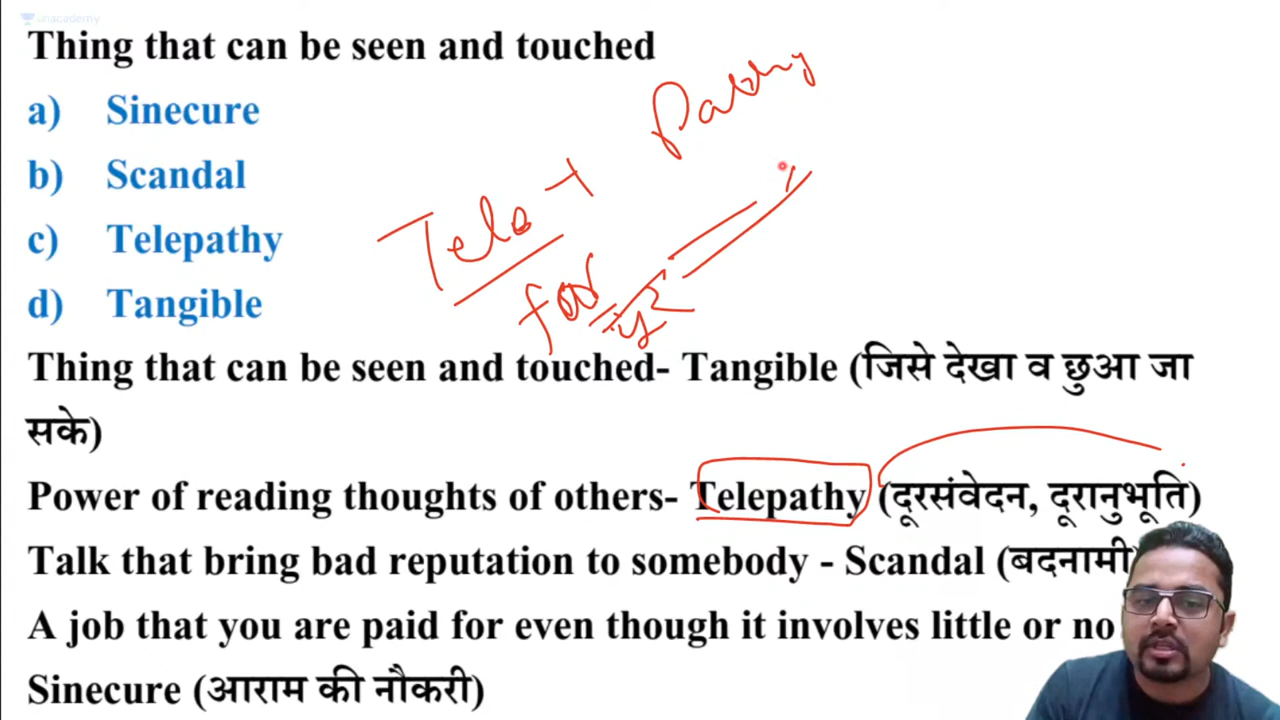 unacademy
Thing that can be seen and touched
a) Sinecure
b) Scandal
c) Telepathy
d) Tangible
Tele + Pathy
far
Thing that can be seen and touched- Tangible (जिसे देखा व छुआ जा
सके)
Power of reading thoughts of others- Telepathy (दूरसंवेदन, दूरानुभूति)
Talk that bring bad reputation to somebody - Scandal (बदनामी)
A job that you are paid for even though it involves little or no
Sinecure (आराम की नौकरी)